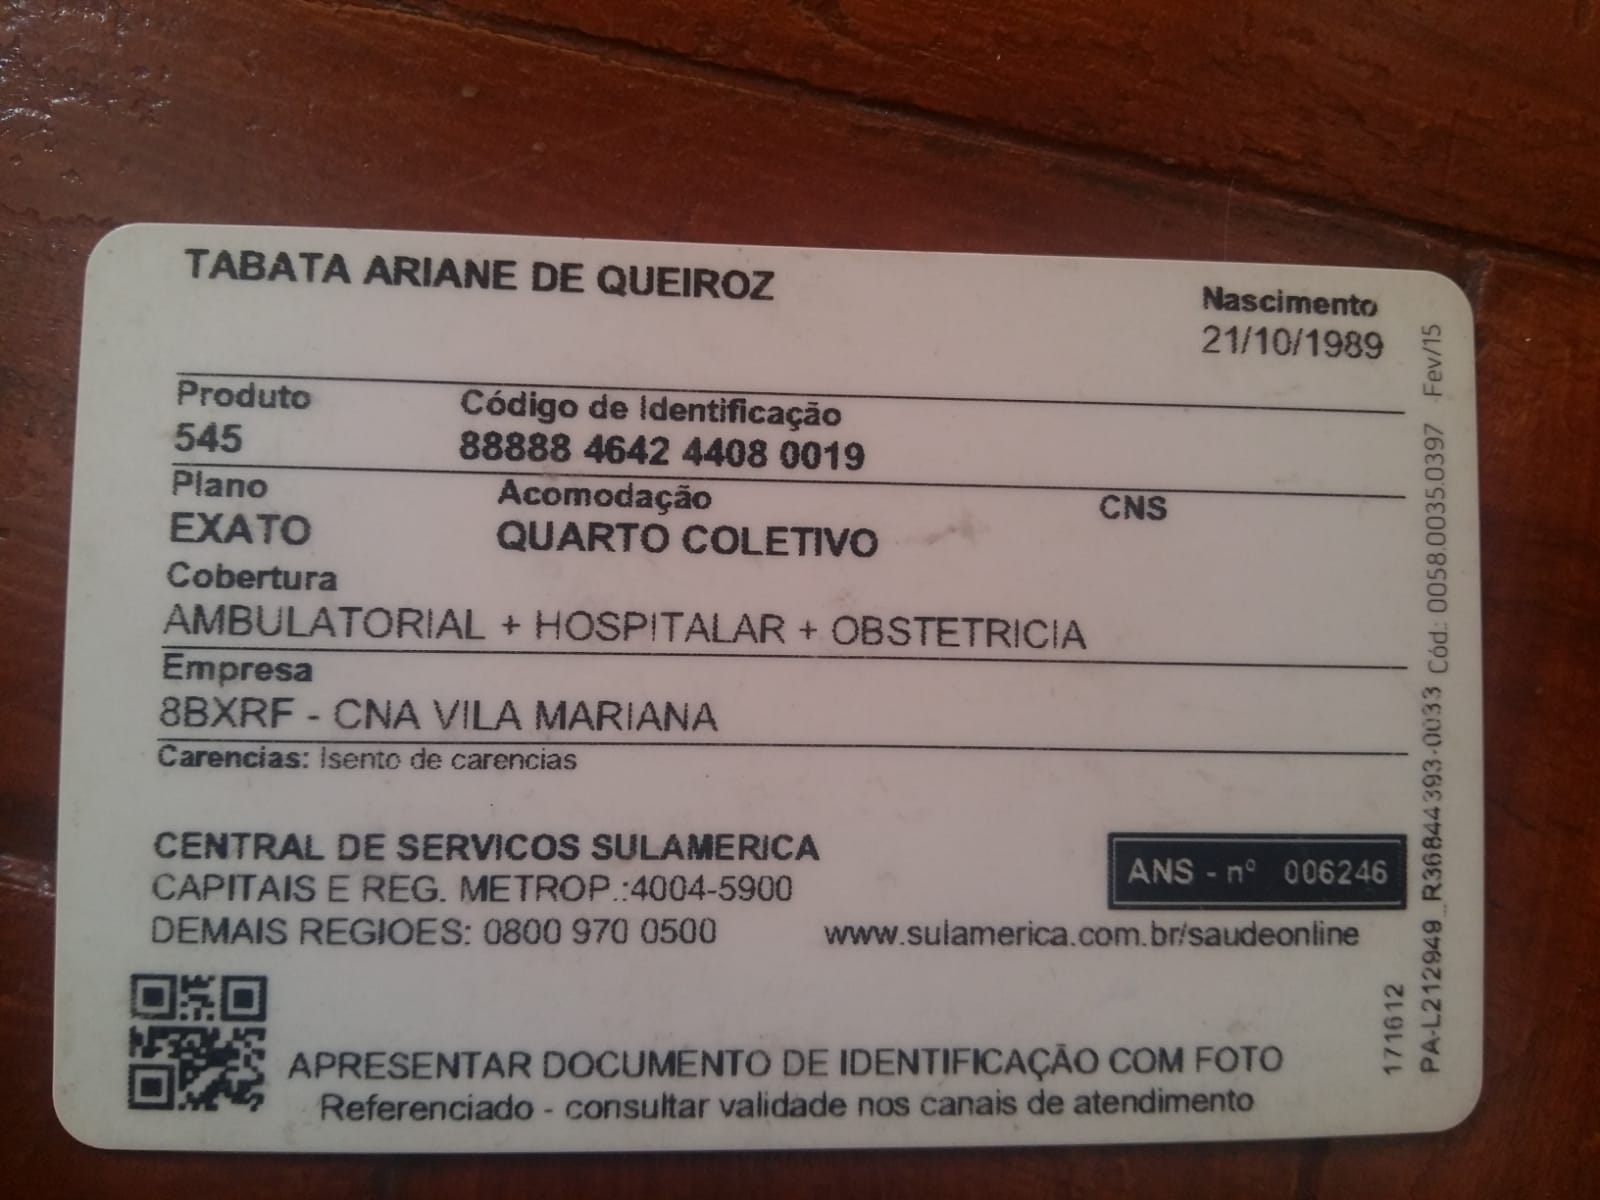 TABATA ARIANE DE QUEIROZ
Nascimento
21/10/1989
Produto Código de Identificação
545 88888 4642 4408 0019
Plano Acomodação CNS
EXATO QUARTO COLETIVO
Cobertura
AMBULATORIAL + HOSPITALAR + OBSTETRICIA
Empresa
8BXRF - CNA VILA MARIANA
Carencias: Isento de carencias
CENTRAL DE SERVICOS SULAMERICA
CAPITAIS E REG. METROP.:4004-5900
DEMAIS REGIOES: 0800 970 0500
ANS - nº 006246
www.sulamerica.com.br/saudeonline
APRESENTAR DOCUMENTO DE IDENTIFICAÇÃO COM FOTO
Referenciado - consultar validade nos canais de atendimento
171612
PA-L212949_R36844393-0033 Cód.: 0058.0035.0397 Fev/15